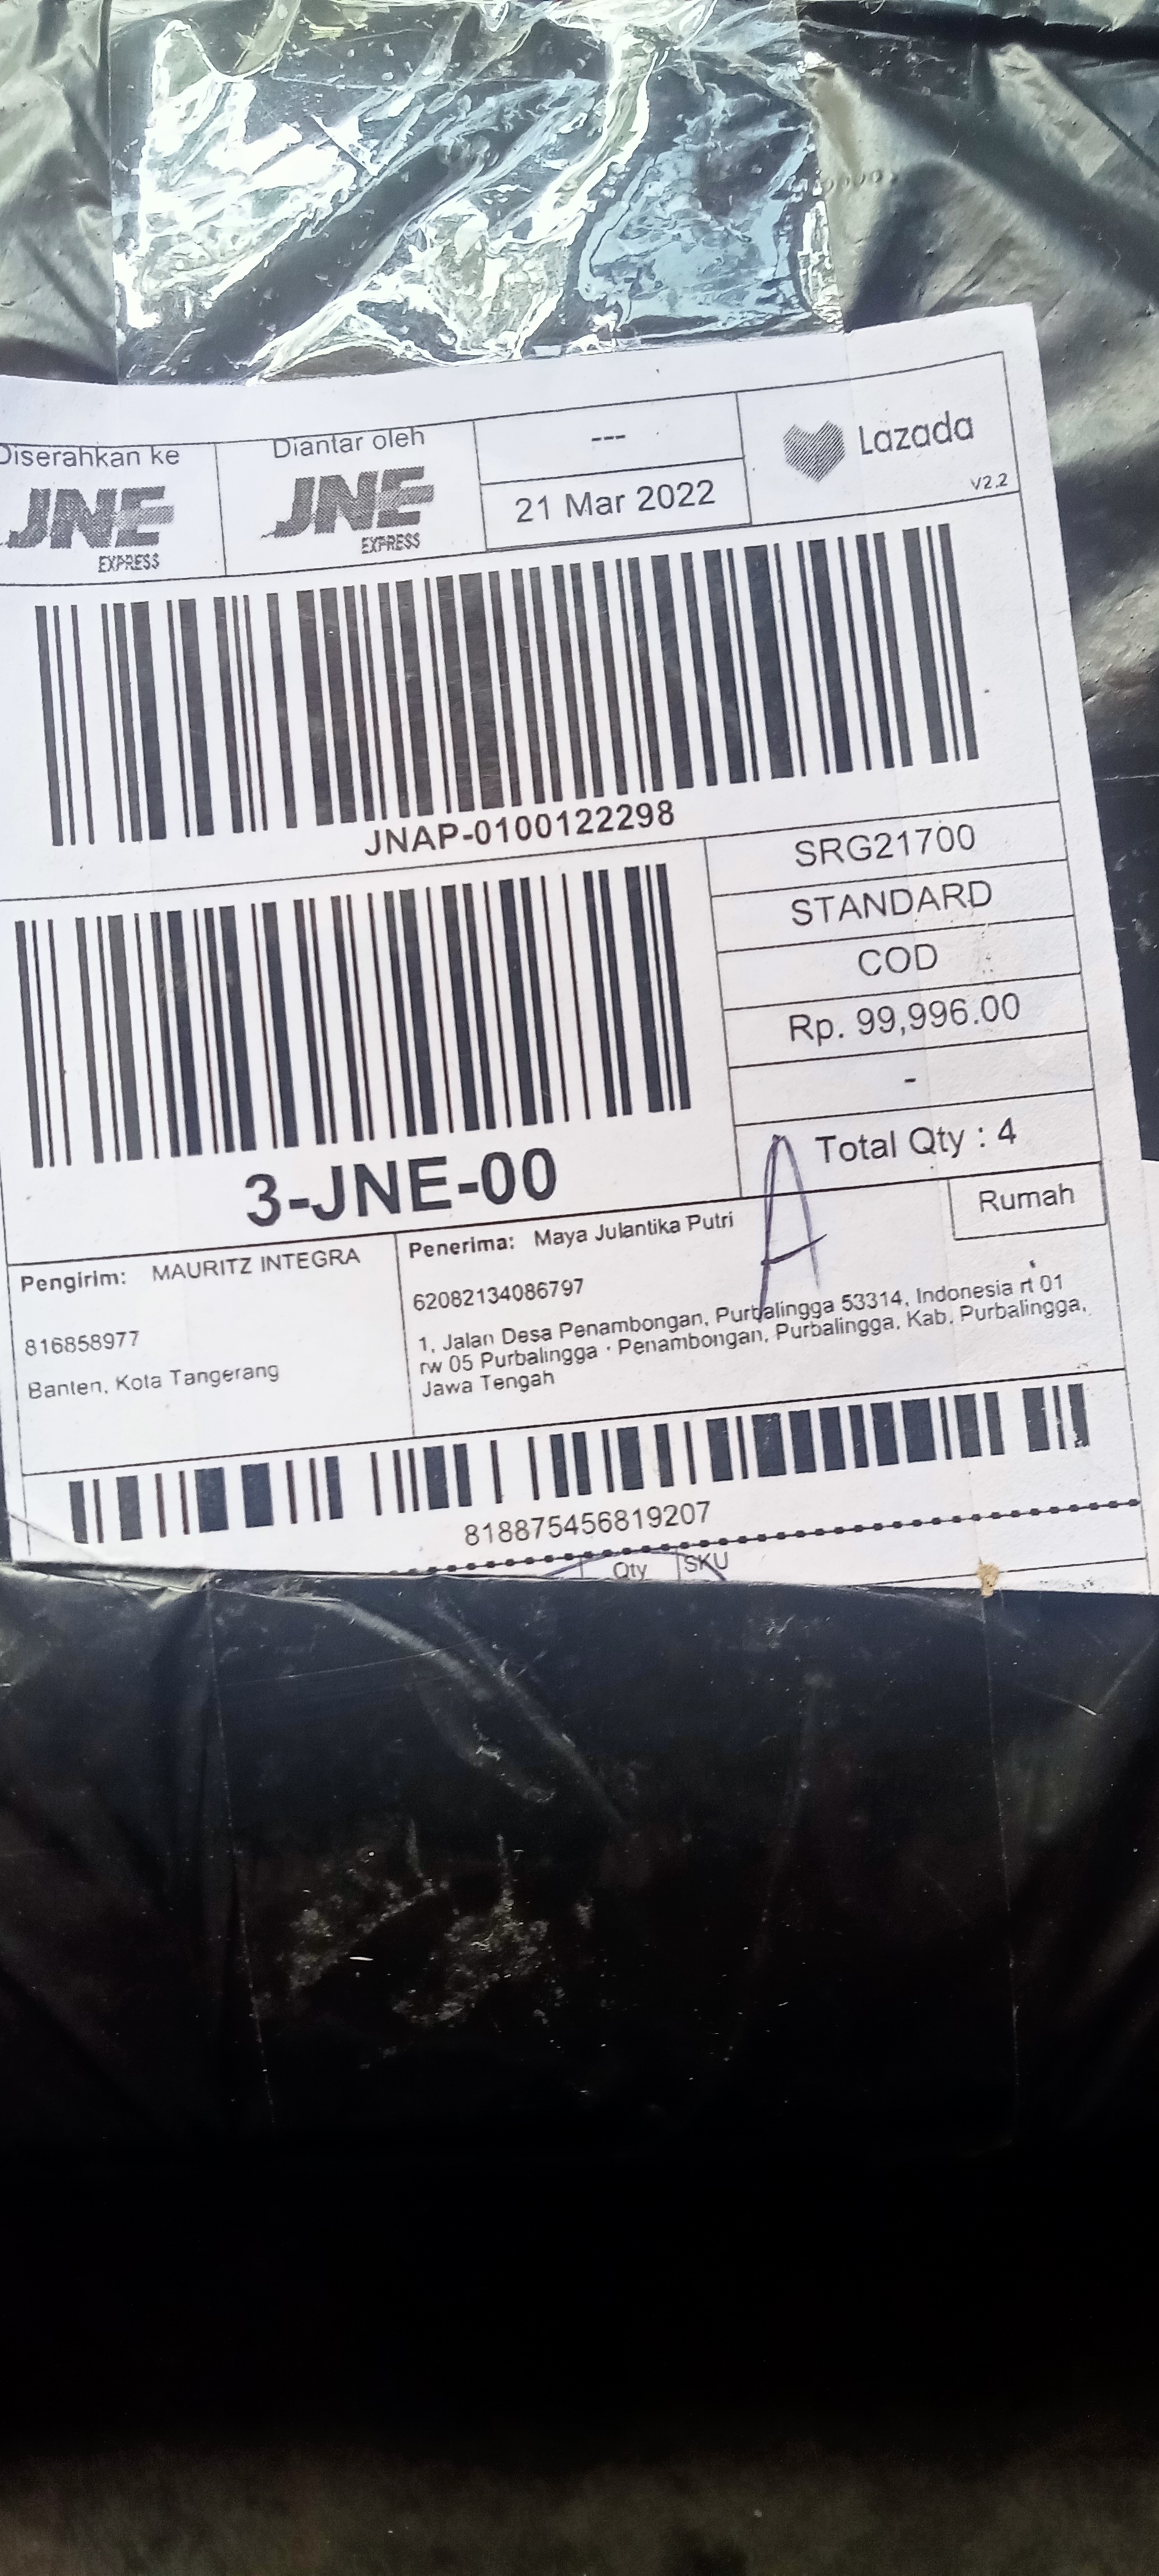 Diserahkan ke
JNE
EXPRESS
Diantar oleh
JNE
EXPRESS
---
21 Mar 2022
Lazada
V2.2
JNAP-0100122298
SRG21700
STANDARD
COD
Rp. 99,996.00
-
Total Qty : 4
3-JNE-00
Rumah
A
Pengirim: MAURITZ INTEGRA
816858977
Banten, Kota Tangerang
Penerima: Maya Julantika Putri
62082134086797
1, Jalan Desa Penambongan, Purbalingga 53314, Indonesia rt 01
rw 05 Purbalingga · Penambongan, Purbalingga, Kab. Purbalingga,
Jawa Tengah
818875456819207
Qty SKU